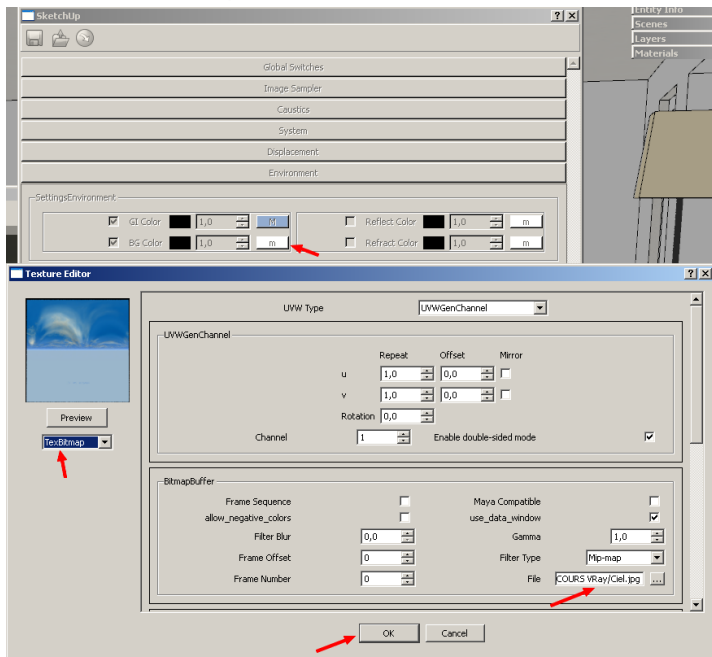 SketchUp
Entity Info
Scenes
Layers
Materials
Global Switches
Image Sampler
Caustics
System
Displacement
Environment
SettingsEnvironment
GI Color 1,0 M Reflect Color 1,0 m
BG Color 1,0 m Refract Color 1,0 m
Texture Editor
UVW Type UVWGenChannel
UVWGenChannel
Repeat Offset Mirror
u 1,0 0,0
v 1,0 0,0
Rotation 0,0
Preview
TexBitmap
Channel 1 Enable double-sided mode
BitmapBuffer
Frame Sequence Maya Compatible
allow_negative_colors use_data_window
Filter Blur 0,0 Gamma 1,0
Frame Offset 0 Filter Type Mip-map
Frame Number 0 File COURS VRay/Ciel.jpg ...
OK Cancel